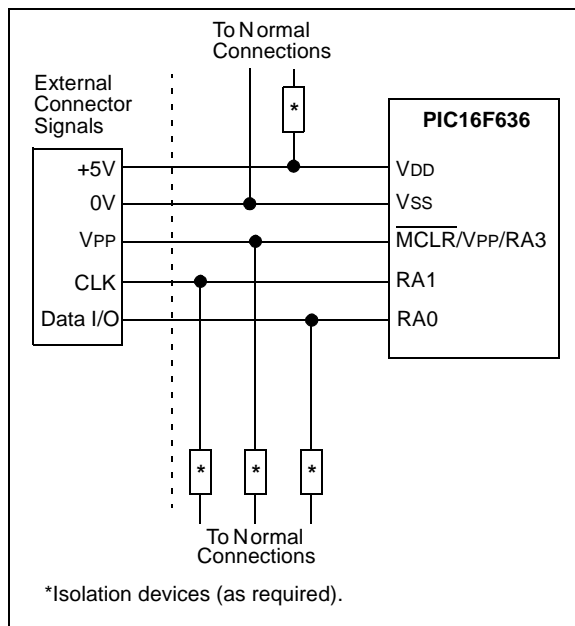 To Normal
Connections
External
Connector
Signals
*
PIC16F636
+5V
VDD
0V
VSS
VPP
MCLR/VPP/RA3
CLK
RA1
Data I/O
RA0
* * *
To Normal
Connections
*Isolation devices (as required).